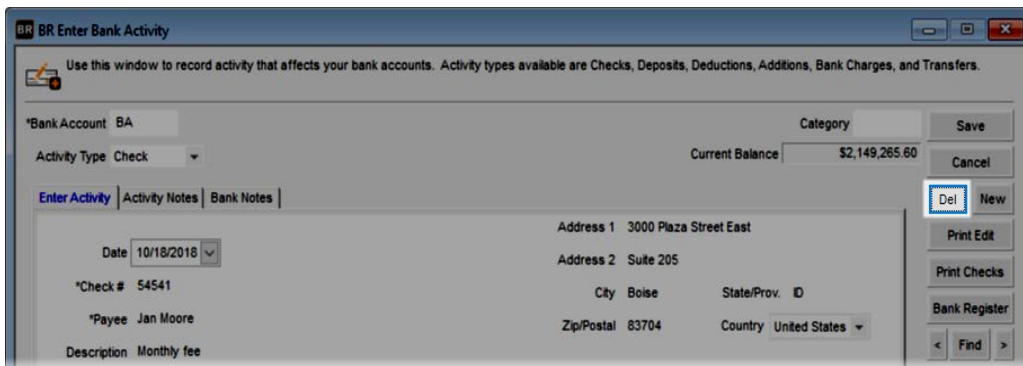 BR BR Enter Bank Activity
Use this window to record activity that affects your bank accounts. Activity types available are Checks, Deposits, Deductions, Additions, Bank Charges, and Transfers.
*Bank Account BA Category Save
Activity Type Check Current Balance $2,149,265.60 Cancel
Enter Activity Activity Notes Bank Notes Del New
Address 1 3000 Plaza Street East Print Edit
Date 10/18/2018 Address 2 Suite 205
*Check # 54541 City Boise State/Prov. ID Print Checks
*Payee Jan Moore Zip/Postal 83704 Country United States Bank Register
Description Monthly fee < Find >